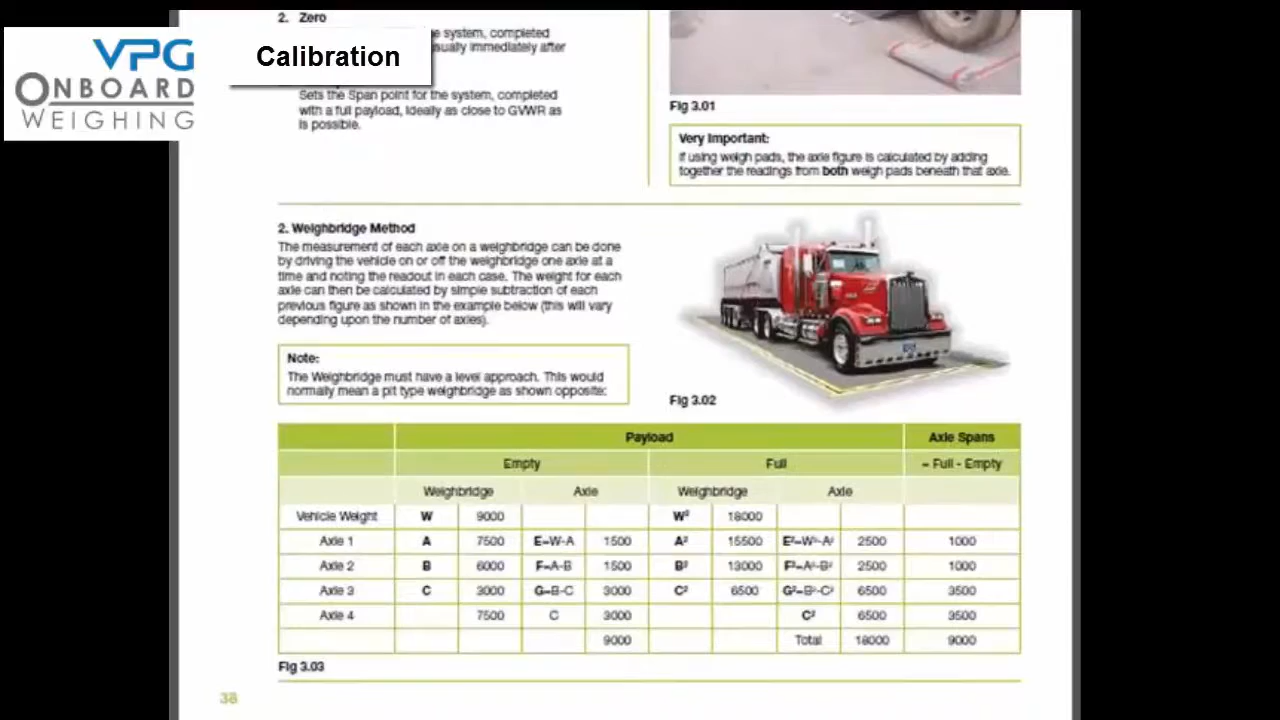 VPG
ONBOARD
WEIGHING
Calibration
2. Zero
e system, completed
sually immediately after
Sets the Span point for the system, completed
with a full payload, ideally as close to GVWR as
is possible.
Fig 3.01
Very Important:
If using weigh pads, the axle figure is calculated by adding
together the readings from both weigh pads beneath that axle.
2. Weighbridge Method
The measurement of each axle on a weighbridge can be done
by driving the vehicle on or off the weighbridge one axle at a
time and noting the readout in each case. The weight for each
axle can then be calculated by simple subtraction of each
previous figure as shown in the example below (this will vary
depending upon the number of axles).
Note:
The Weighbridge must have a level approach. This would
normally mean a pit type weighbridge as shown opposite:
Fig 3.02
Payload Axle Spans
Empty Full = Full - Empty
Weighbridge Axle Weighbridge Axle
Vehicle Weight W 9000 W² 18000
Axle 1 A 7500 E=W-A 1500 A² 15500 E²=W²-A² 2500 1000
Axle 2 B 6000 F=A-B 1500 B² 13000 F²=A²-B² 2500 1000
Axle 3 C 3000 G=B-C 3000 C² 6500 G²=B²-C² 6500 3500
Axle 4 7500 C 3000 C² 6500 3500
9000 Total 18000 9000
Fig 3.03
38